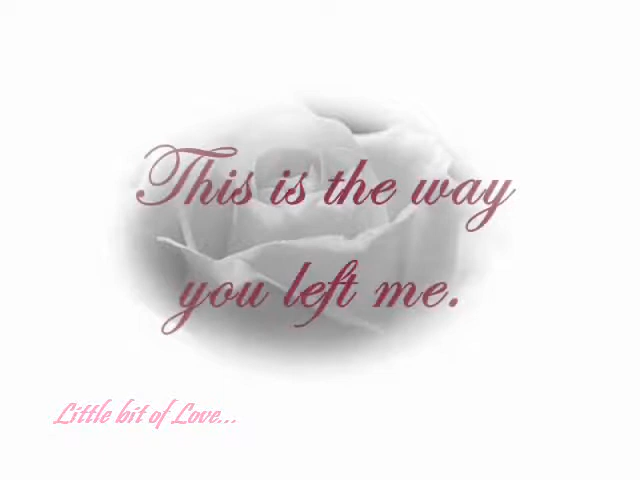 This is the way
you left me.
Little bit of Love...